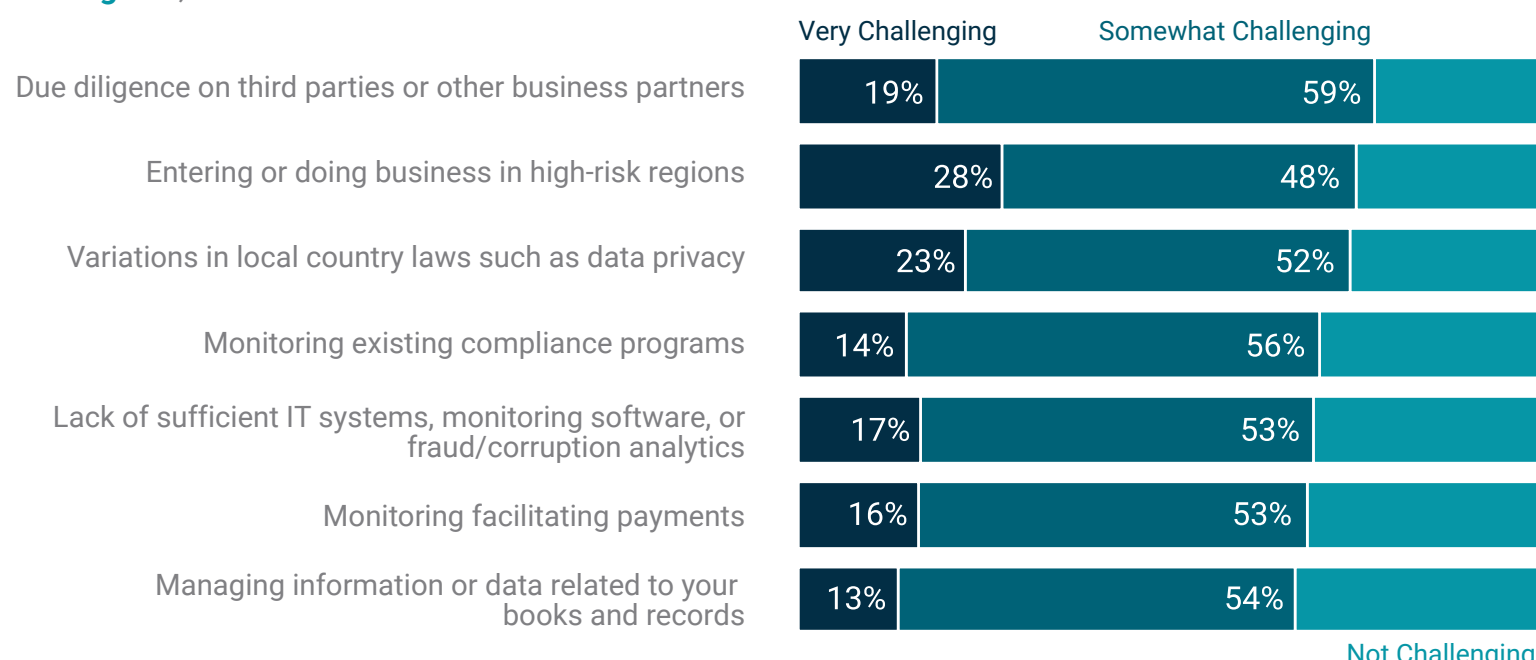 Very Challenging Somewhat Challenging
Due diligence on third parties or other business partners 19% 59%
Entering or doing business in high-risk regions 28% 48%
Variations in local country laws such as data privacy 23% 52%
Monitoring existing compliance programs 14% 56%
Lack of sufficient IT systems, monitoring software, or
fraud/corruption analytics 17% 53%
Monitoring facilitating payments 16% 53%
Managing information or data related to your
books and records 13% 54%
Not Challenging